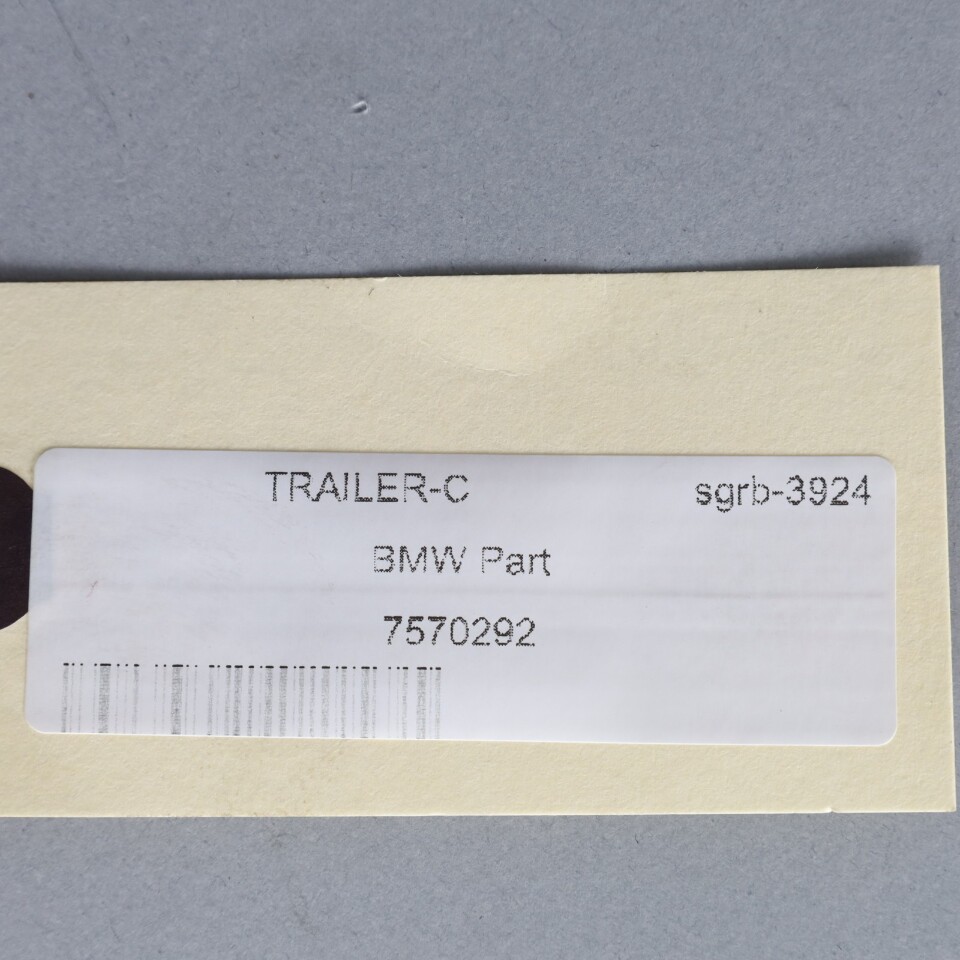 TRAILER-C sgrb-3924
BMW Part
7570292